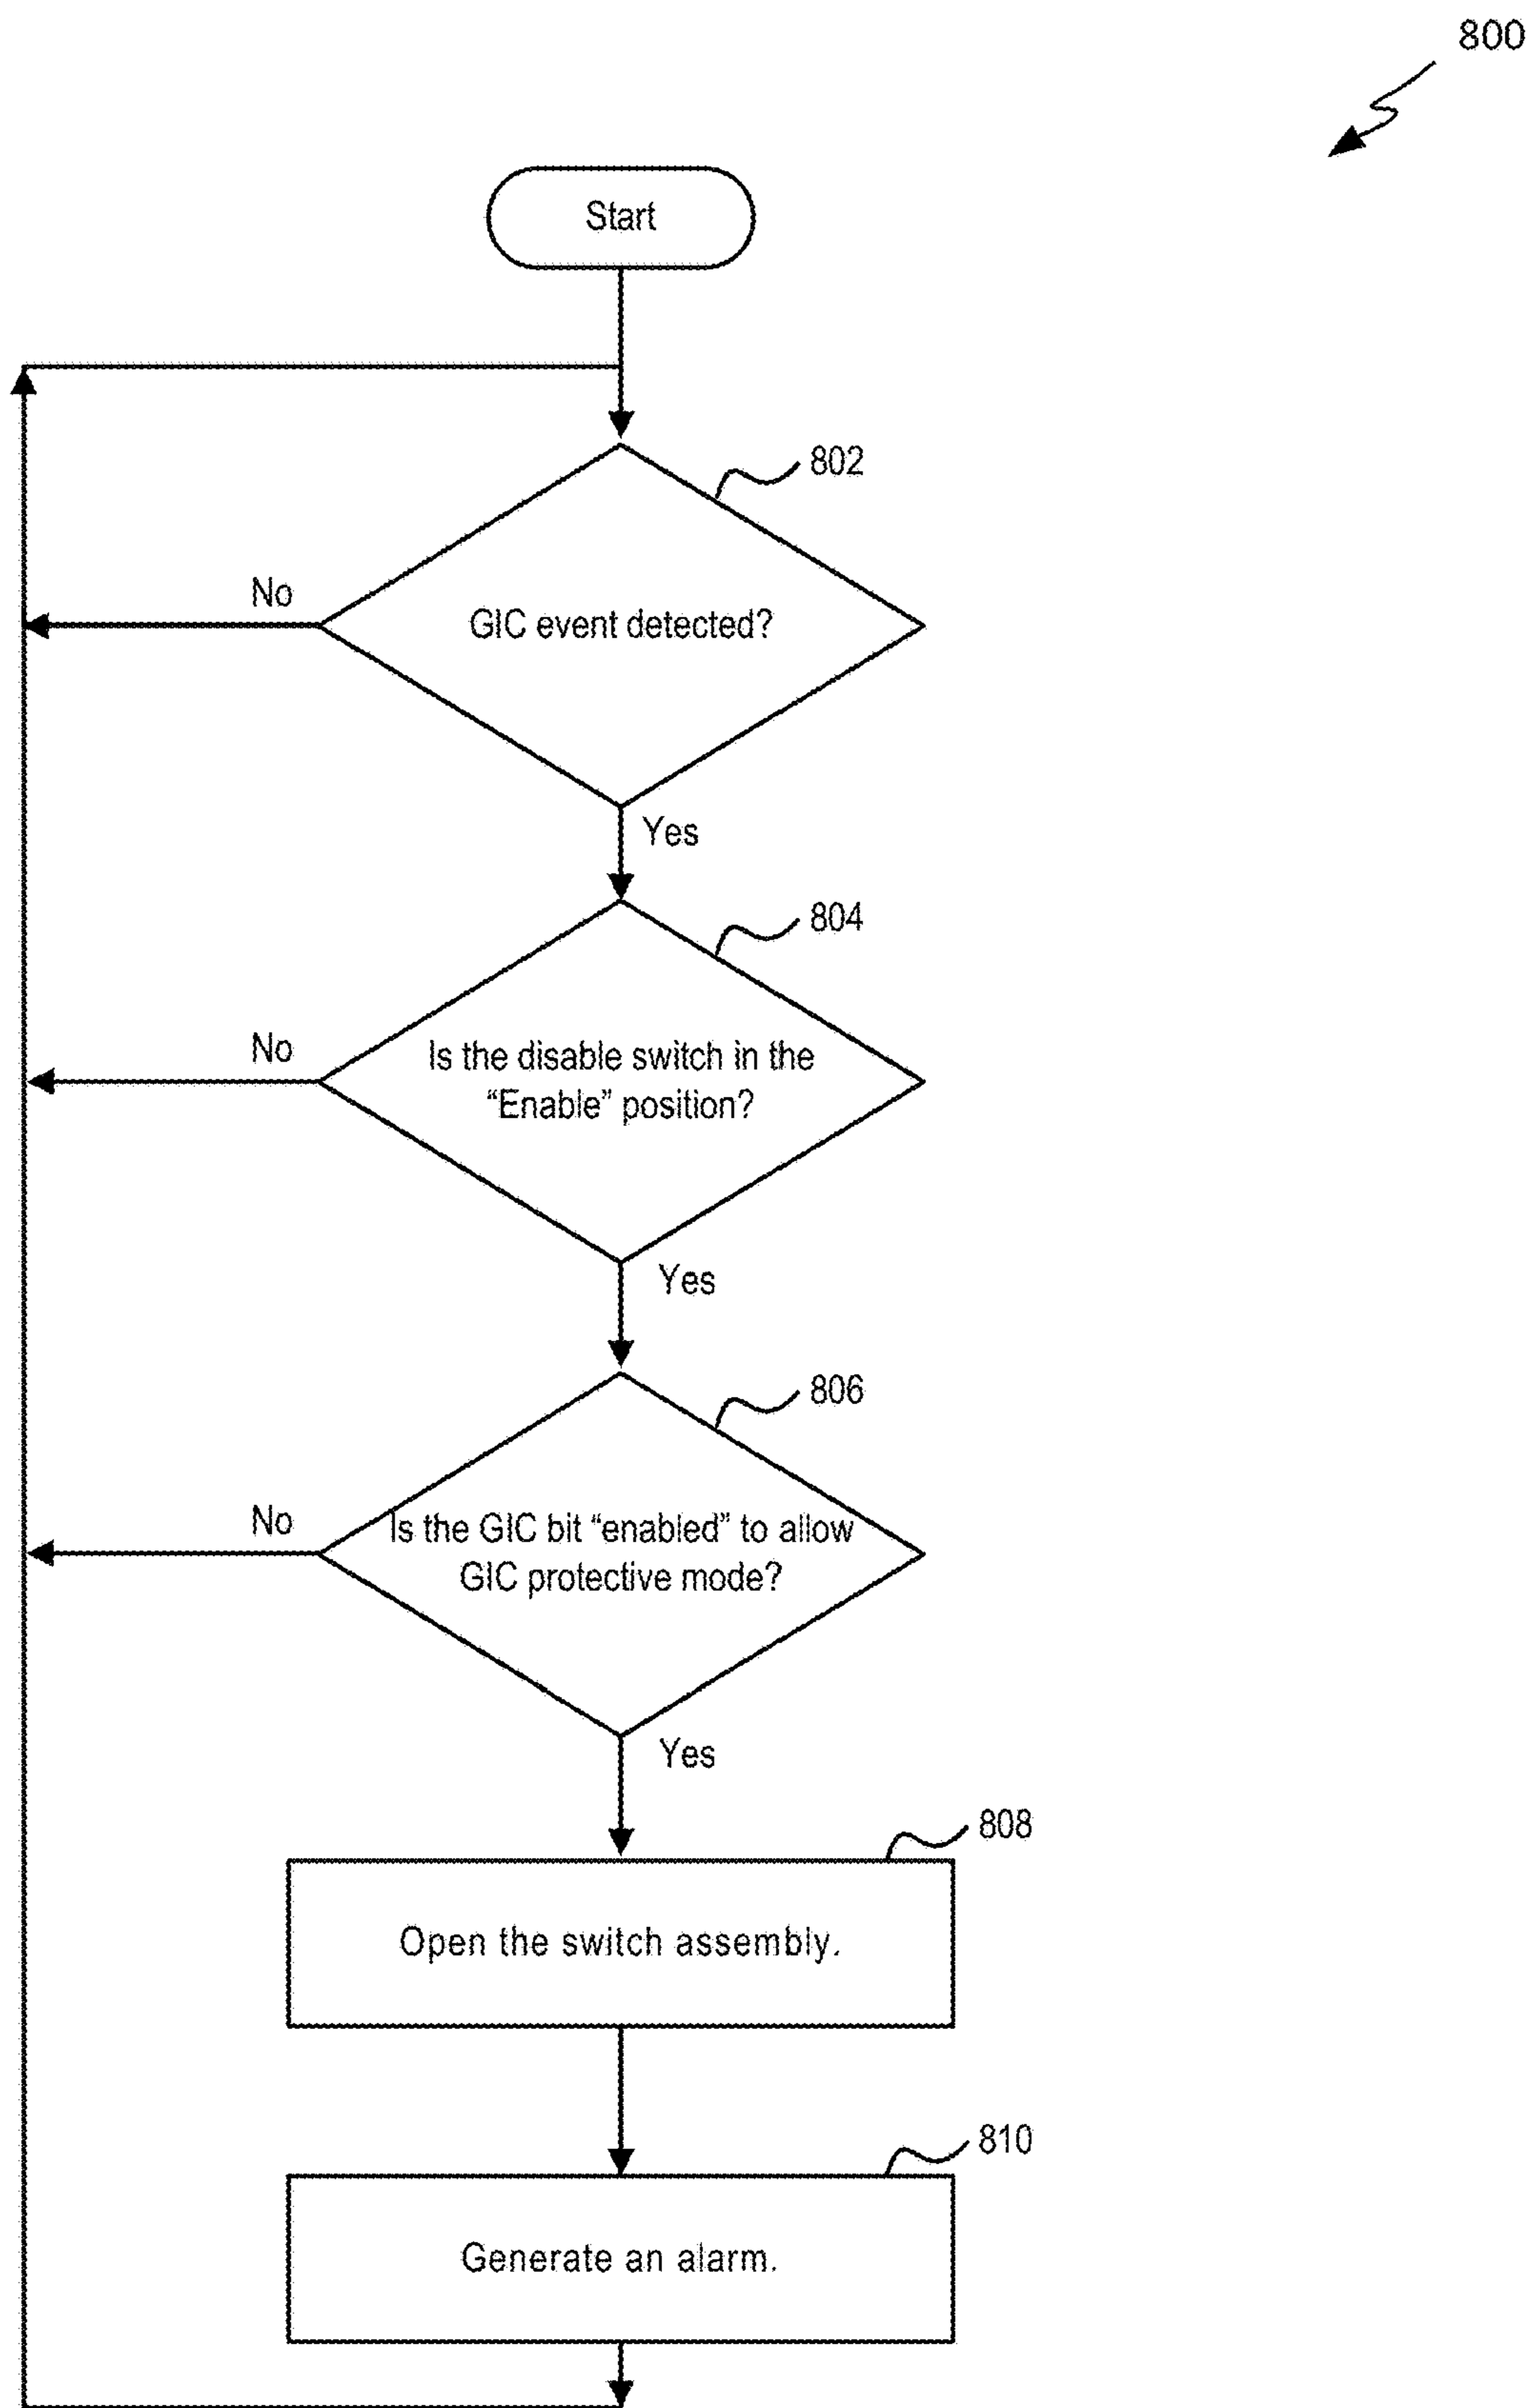 800
Start
802
No
GIC event detected?
Yes
804
No
Is the disable switch in the
“Enable” position?
Yes
806
No
Is the GIC bit “enabled” to allow
GIC protective mode?
Yes
808
Open the switch assembly.
810
Generate an alarm.